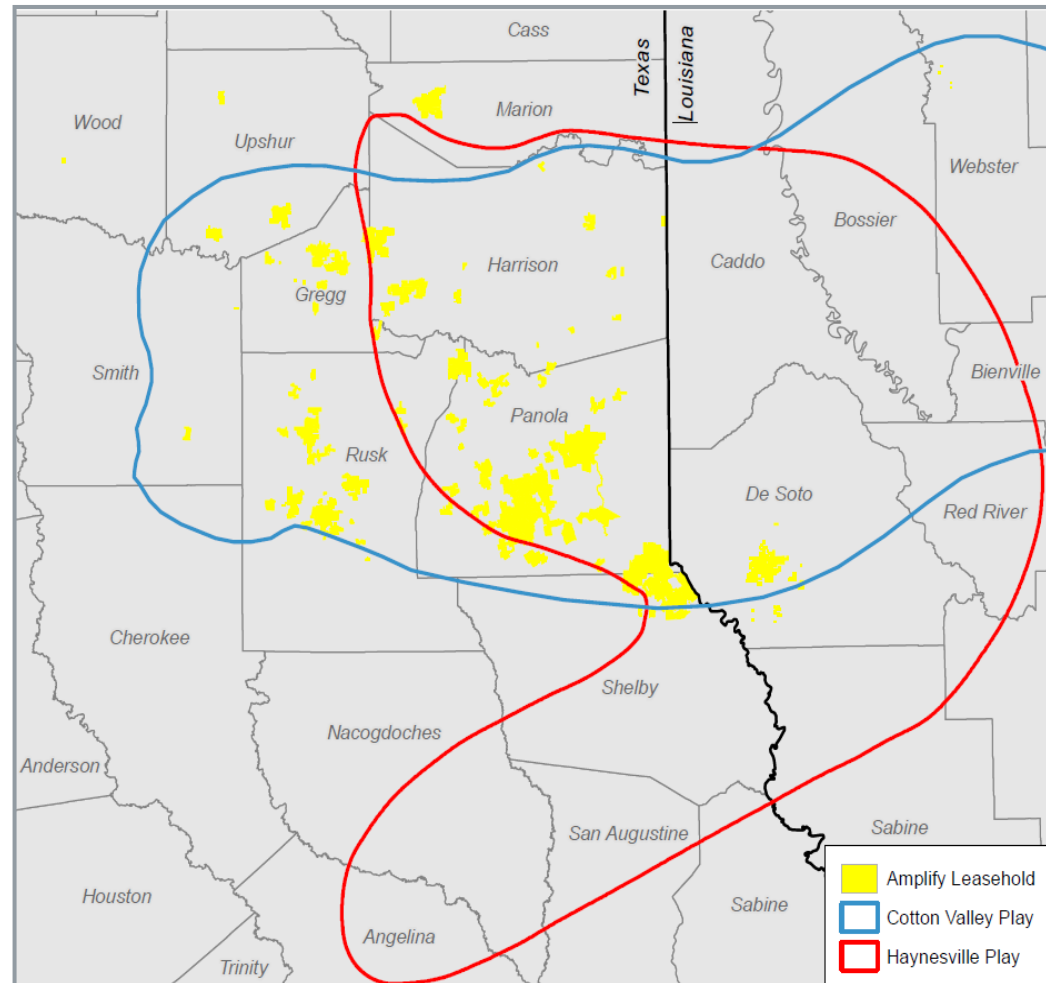 Cass
Texas
Louisiana
Wood
Marion
Upshur
Webster
Bossier
Caddo
Harrison
Gregg
Smith
Bienville
Panola
Rusk
De Soto
Red River
Cherokee
Shelby
Nacogdoches
Anderson
San Augustine
Sabine
Houston
Sabine
Angelina
Trinity
Amplify Leasehold
Cotton Valley Play
Haynesville Play